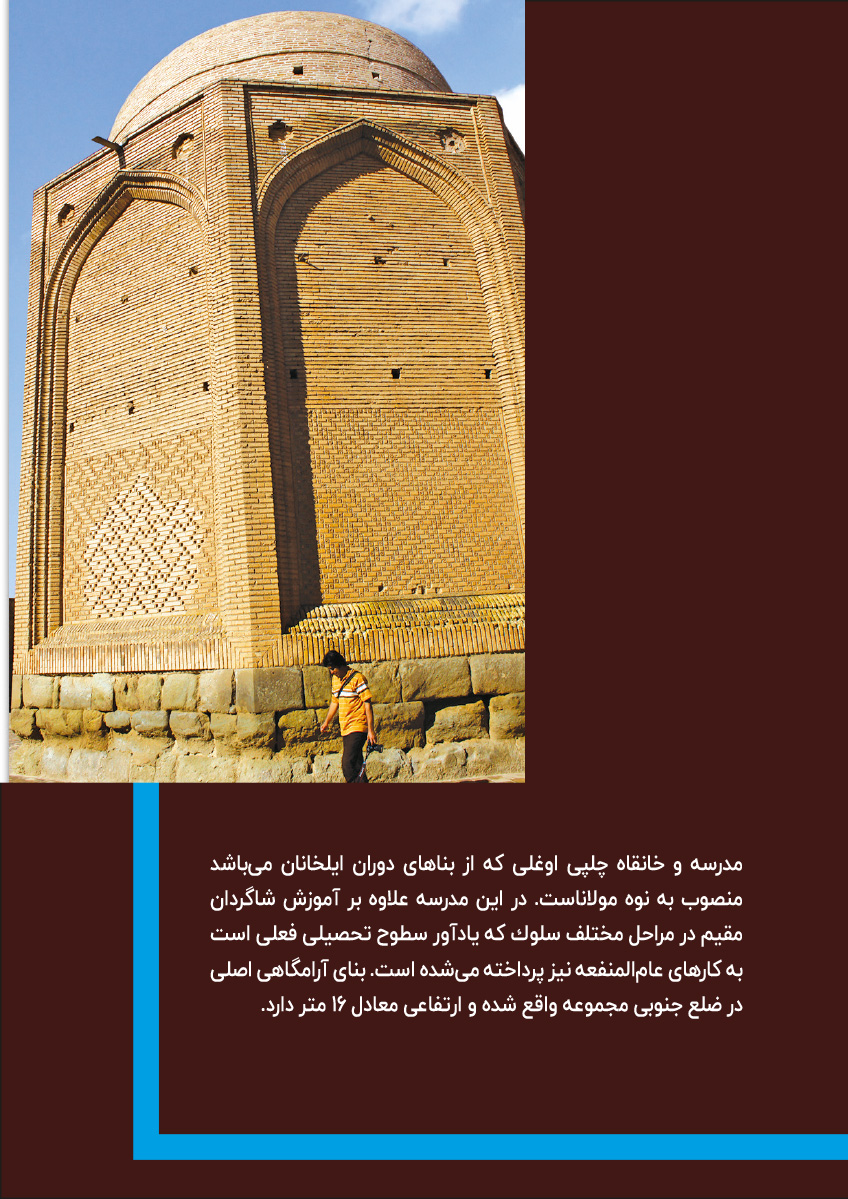 مدرسه و خانقاه چلپی اوغلی که از بناهای دوران ایلخانان می‌باشد
منصوب به نوه مولاناست. در این مدرسه علاوه بر آموزش شاگردان
مقیم در مراحل مختلف سلوك که یادآور سطوح تحصیلی فعلی است
به کارهای عام‌المنفعه نیز پرداخته می‌شده است. بنای آرامگاهی اصلی
در ضلع جنوبی مجموعه واقع شده و ارتفاعی معادل ۱۶ متر دارد.